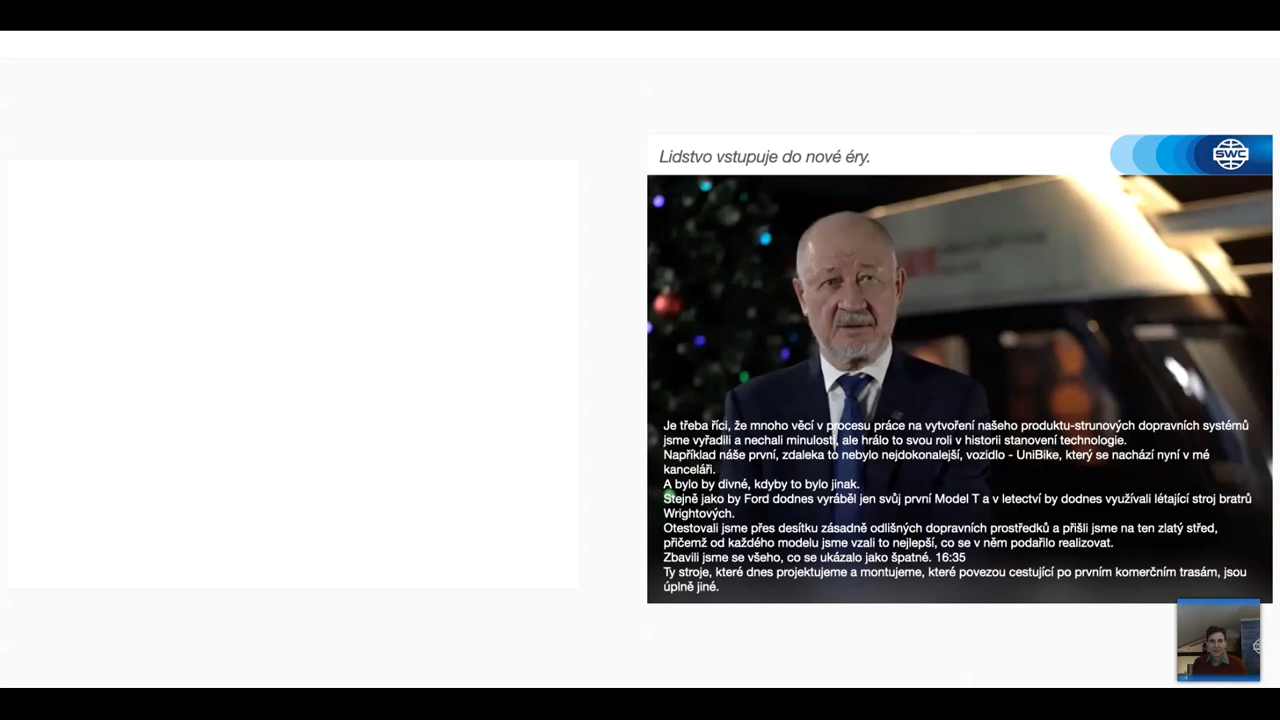 Lidstvo vstupuje do nové éry.
SWC
Je třeba říci, že mnoho věcí v procesu práce na vytvoření našeho produktu-strunových dopravních systémů
jsme vyřadili a nechali minulosti, ale hrálo to svou roli v historii stanovení technologie.
Například náše první, zdaleka to nebylo nejdokonalejší, vozidlo - UniBike, který se nachází nyní v mé
kanceláři.
A bylo by divné, kdyby to bylo jinak.
Stejně jako by Ford dodnes vyráběl jen svůj první Model T a v letectví by dodnes využívali létající stroj bratrů
Wrightových.
Otestovali jsme přes desítku zásadně odlišných dopravních prostředků a přišli jsme na ten zlatý střed,
přičemž od každého modelu jsme vzali to nejlepší, co se v něm podařilo realizovat.
Zbavili jsme se všeho, co se ukázalo jako špatné. 16:35
Ty stroje, které dnes projektujeme a montujeme, které povezou cestující po prvním komerčním trasám, jsou
úplně jiné.